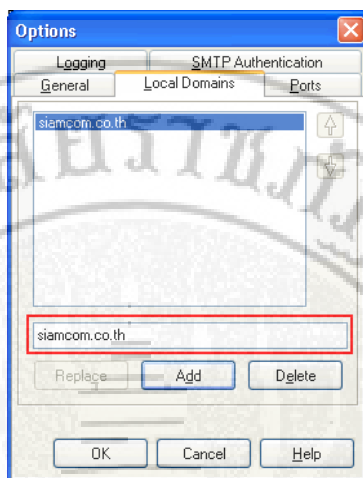 Options
Logging SMTP Authentication
General Local Domains Ports
siamcom.co.th
siamcom.co.th
Replace Add Delete
OK Cancel Help